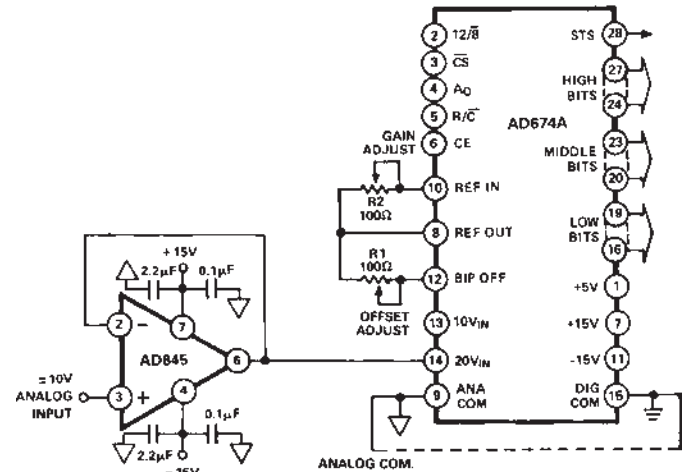 2 12/8̅
3 C̅S̅
4 A₀
5 R/C̅
6 CE
GAIN
ADJUST
R2
100Ω
10 REF IN
8 REF OUT
R1
100Ω
12 BIP OFF
OFFSET
ADJUST
13 10VIN
14 20VIN
9 ANA
COM
AD674A
STS 28
27
HIGH
BITS
24
23
MIDDLE
BITS
20
19
LOW
BITS
16
+5V 1
+15V 7
-15V 11
DIG
COM 15
+15V
2.2µF
0.1µF
2 −
7
AD845
6
4
3 +
±10V
ANALOG
INPUT
0.1µF
2.2µF
ANALOG COM.